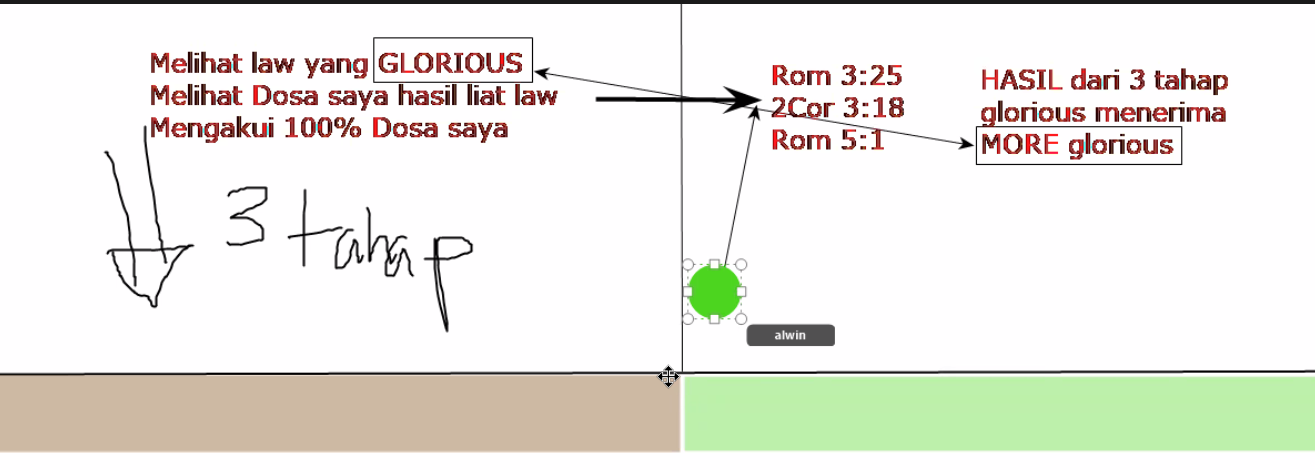 Melihat law yang GLORIOUS
Melihat Dosa saya hasil liat law
Mengakui 100% Dosa saya
3 tahap
Rom 3:25
2Cor 3:18
Rom 5:1
HASIL dari 3 tahap
glorious menerima
MORE glorious
alwin